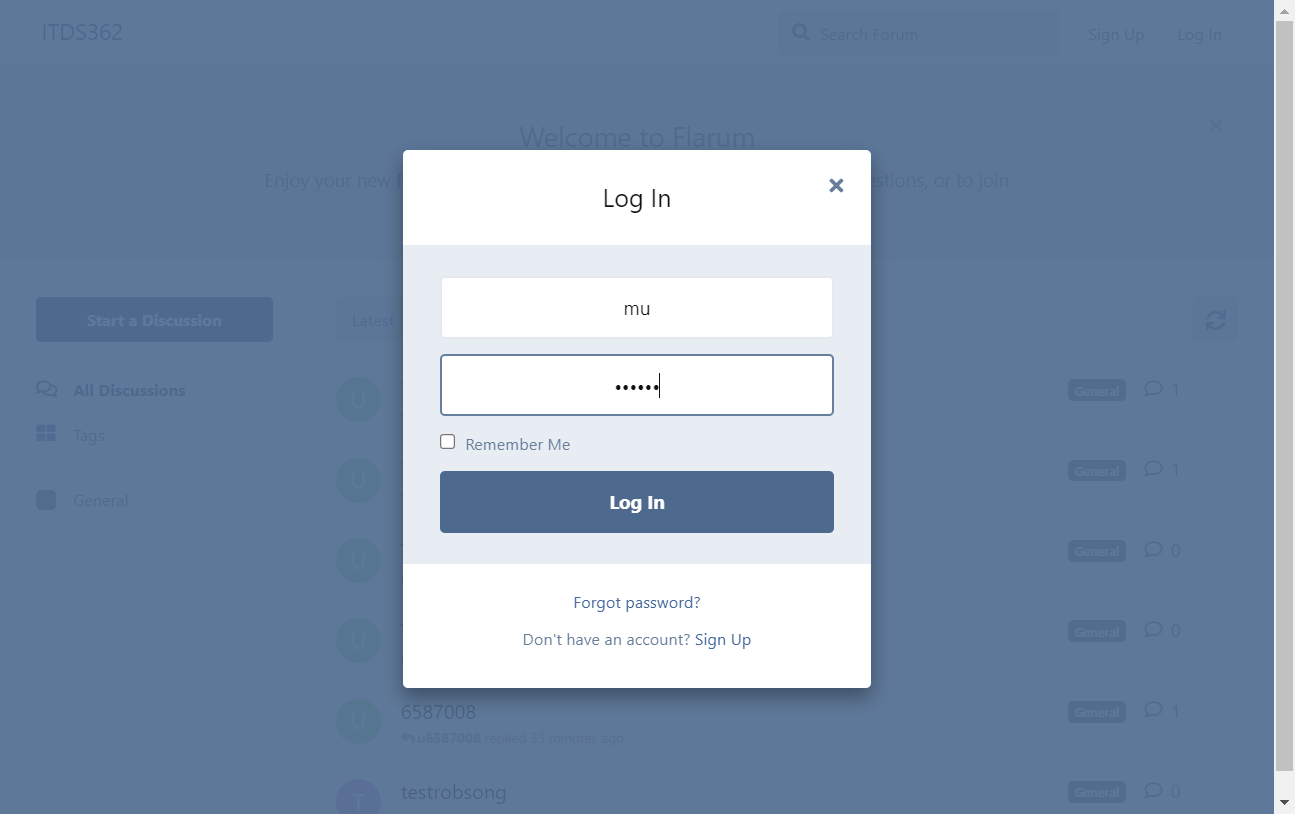 ITDS362
Search Forum
Sign Up
Log In
Welcome to Flarum
Enjoy your new
estions, or to join
Log In
mu
••••••
Remember Me
Log In
Forgot password?
Don't have an account? Sign Up
Start a Discussion
Latest
All Discussions
Tags
General
U
General
1
U
General
1
U
General
0
U
General
0
U
6587008
u6587008 replied 33 minutes ago
General
1
T
testrobsong
General
0